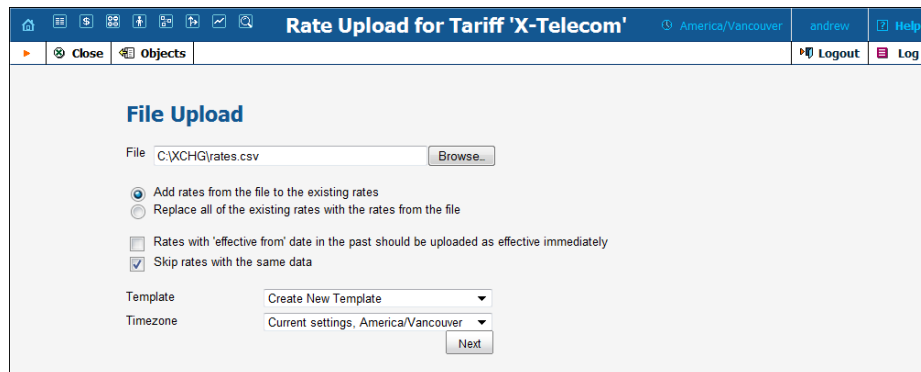 Rate Upload for Tariff 'X-Telecom'
America/Vancouver
andrew
Help
Close
Objects
Logout
Log
File Upload
File C:\XCHG\rates.csv Browse..
Add rates from the file to the existing rates
Replace all of the existing rates with the rates from the file
Rates with 'effective from' date in the past should be uploaded as effective immediately
Skip rates with the same data
Template Create New Template
Timezone Current settings, America/Vancouver
Next